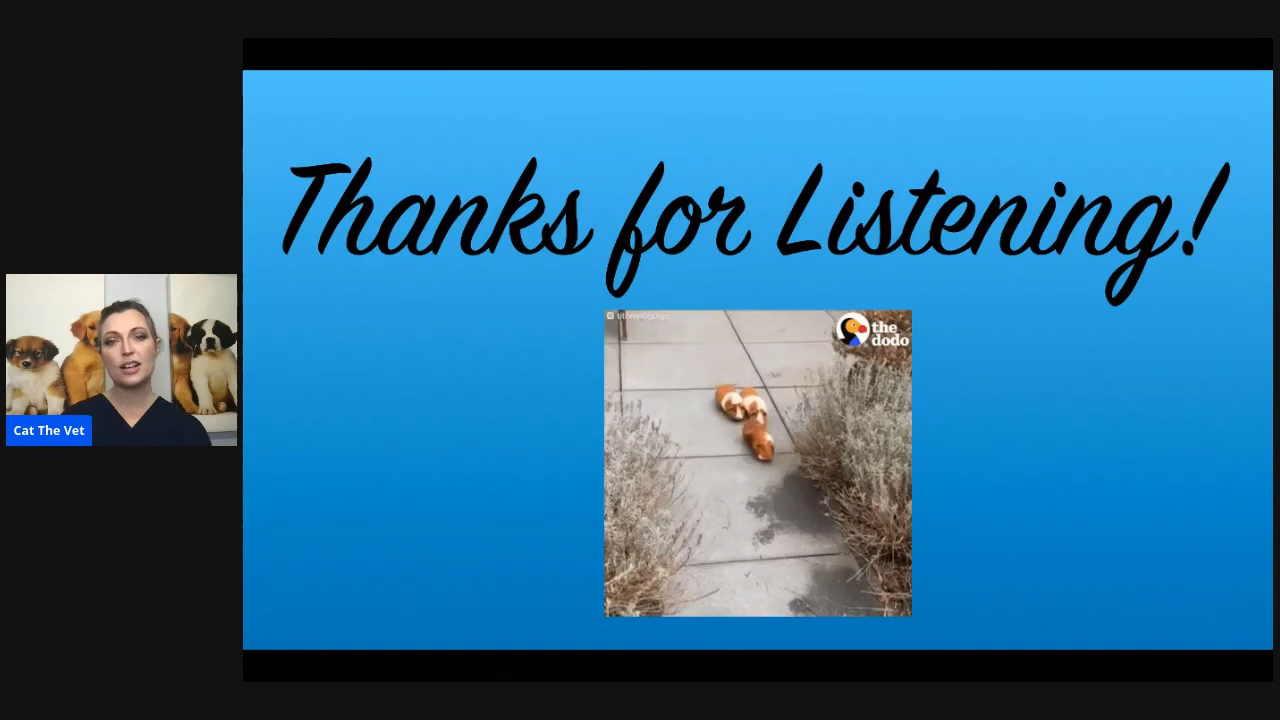 Thanks for Listening!
the
dodo
Cat The Vet